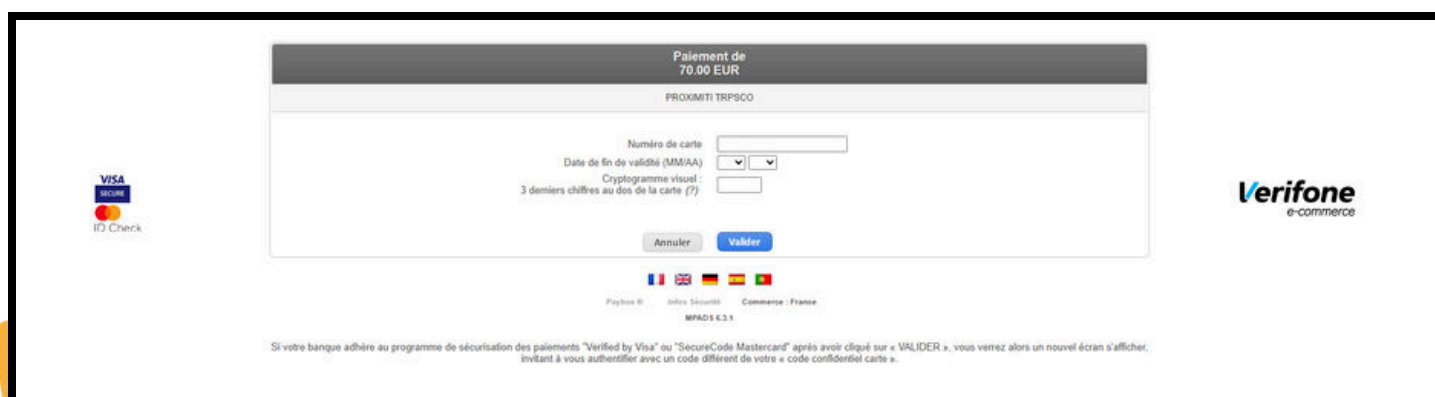 Paiement de
70.00 EUR
PROXIMITI TRPSCO
Numéro de carte
Date de fin de validité (MM/AA)
Cryptogramme visuel :
3 derniers chiffres au dos de la carte (?)
VISA
SECURE
ID Check
Verifone
e-commerce
Annuler Valider
Paybox ® Infos Sécurité Commerce : France
MPADS 6.3.1
Si votre banque adhère au programme de sécurisation des paiements "Verified by Visa" ou "SecureCode Mastercard" après avoir cliqué sur « VALIDER », vous verrez alors un nouvel écran s'afficher,
invitant à vous authentifier avec un code différent de votre « code confidentiel carte ».